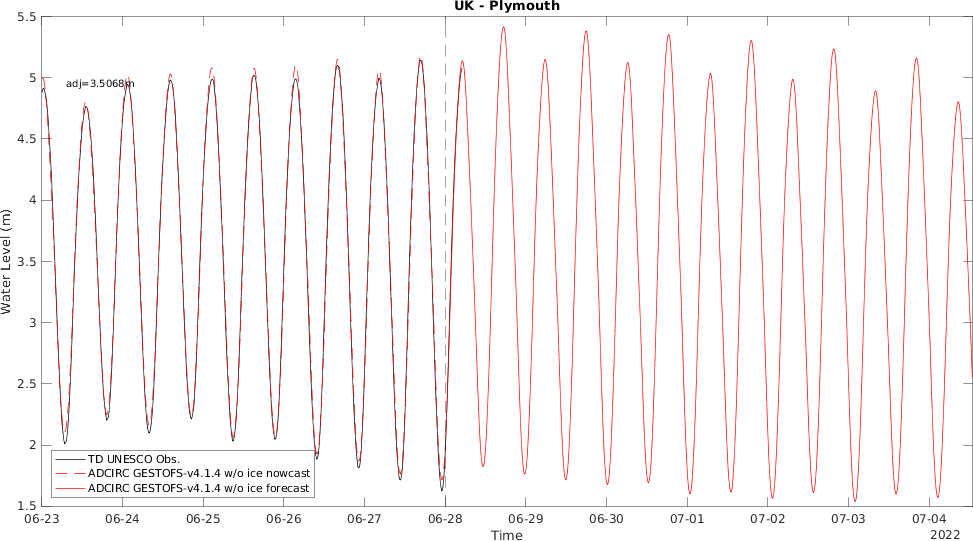 UK - Plymouth
5.5
5
4.5
4
3.5
3
2.5
2
1.5
Water Level (m)
adj=3.5068m
TD UNESCO Obs.
ADCIRC GESTOFS-v4.1.4 w/o ice nowcast
ADCIRC GESTOFS-v4.1.4 w/o ice forecast
06-23 06-24 06-25 06-26 06-27 06-28 06-29 06-30 07-01 07-02 07-03 07-04
Time
2022